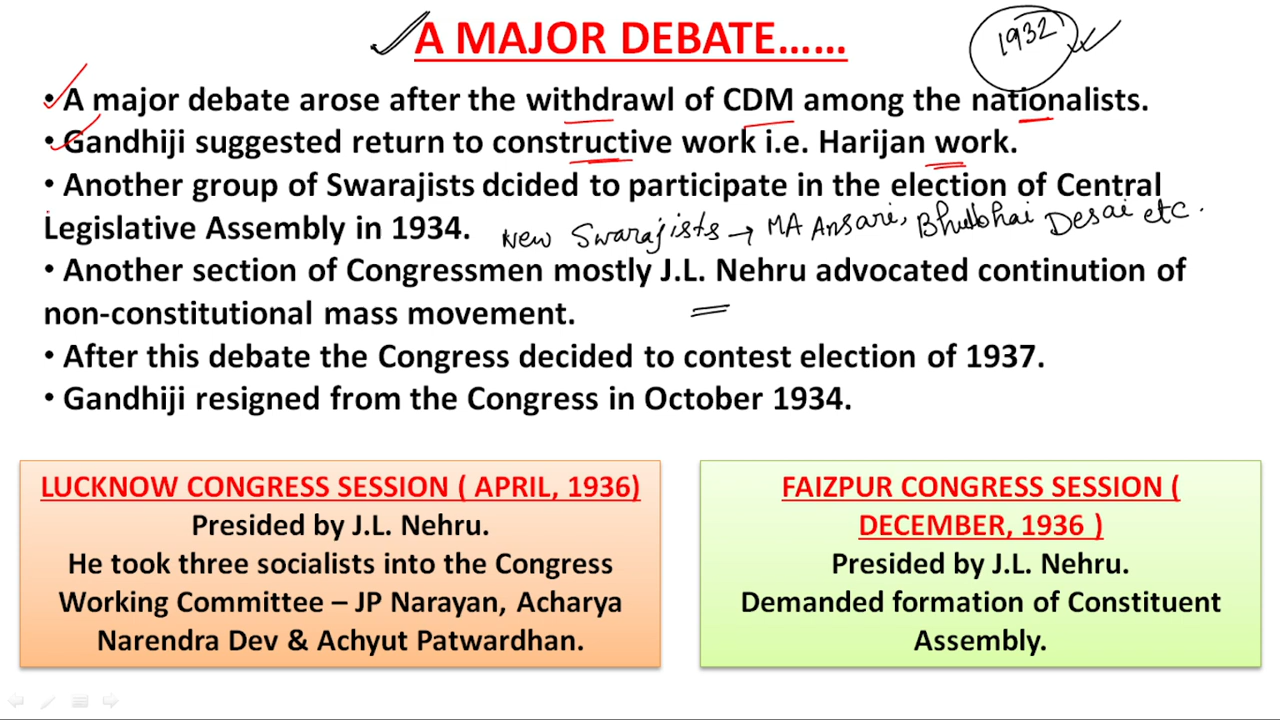 A MAJOR DEBATE......
1932
• A major debate arose after the withdrawl of CDM among the nationalists.
• Gandhiji suggested return to constructive work i.e. Harijan work.
• Another group of Swarajists dcided to participate in the election of Central
Legislative Assembly in 1934.
New Swarajists → MA Ansari, Bhulbhai Desai etc.
• Another section of Congressmen mostly J.L. Nehru advocated continution of
non-constitutional mass movement.
• After this debate the Congress decided to contest election of 1937.
• Gandhiji resigned from the Congress in October 1934.
LUCKNOW CONGRESS SESSION ( APRIL, 1936)
Presided by J.L. Nehru.
He took three socialists into the Congress
Working Committee – JP Narayan, Acharya
Narendra Dev & Achyut Patwardhan.
FAIZPUR CONGRESS SESSION (
DECEMBER, 1936 )
Presided by J.L. Nehru.
Demanded formation of Constituent
Assembly.